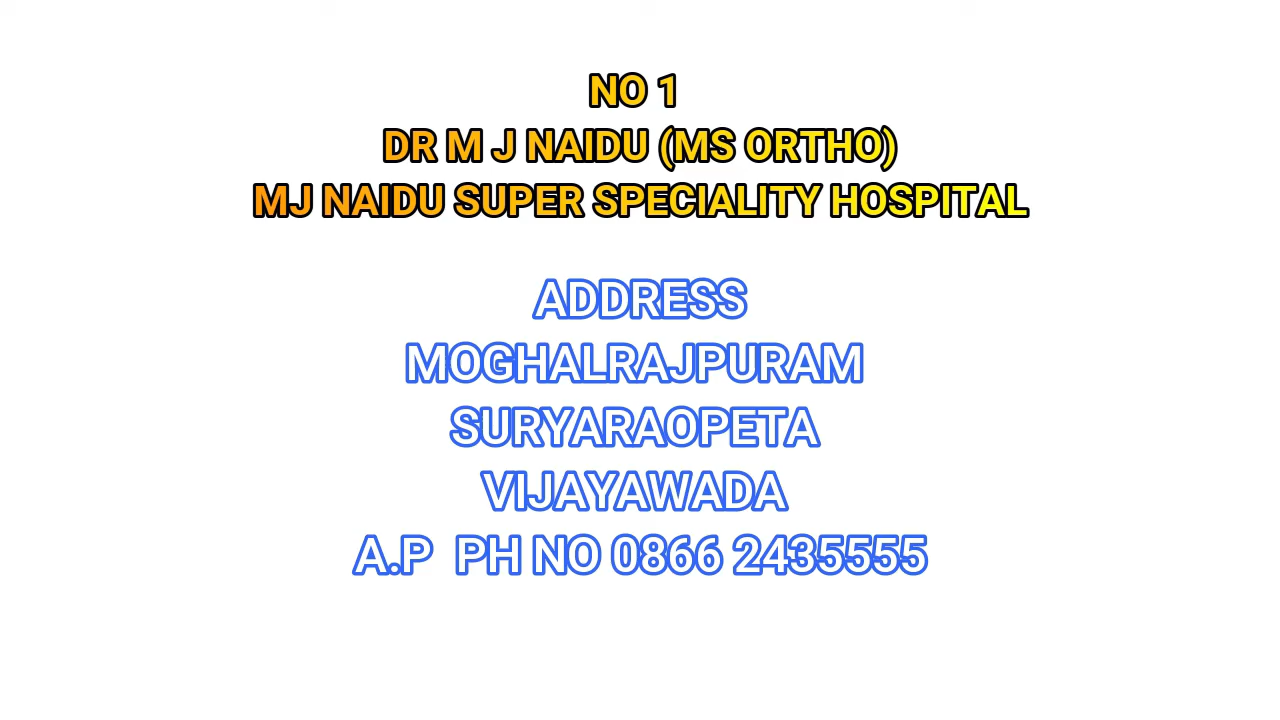 NO 1
DR M J NAIDU (MS ORTHO)
MJ NAIDU SUPER SPECIALITY HOSPITAL
ADDRESS
MOGHALRAJPURAM
SURYARAOPETA
VIJAYAWADA
A.P  PH NO 0866 2435555